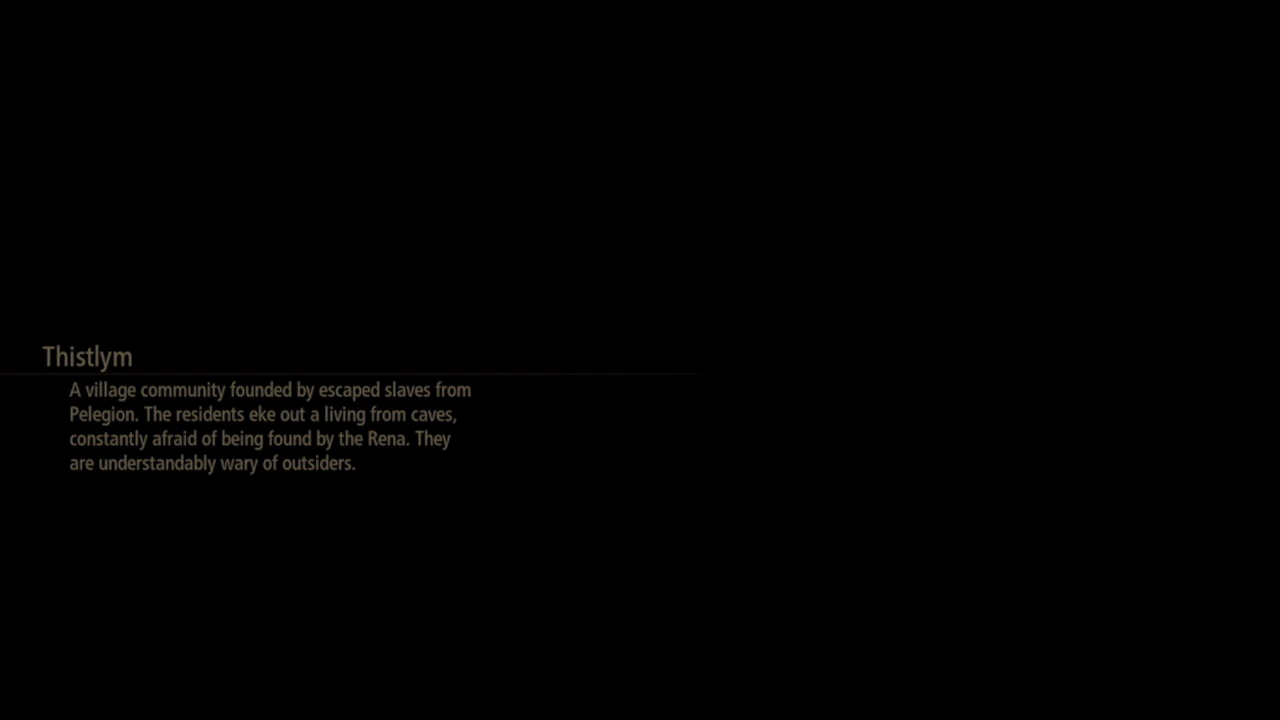 Thistlym
A village community founded by escaped slaves from
Pelegion. The residents eke out a living from caves,
constantly afraid of being found by the Rena. They
are understandably wary of outsiders.